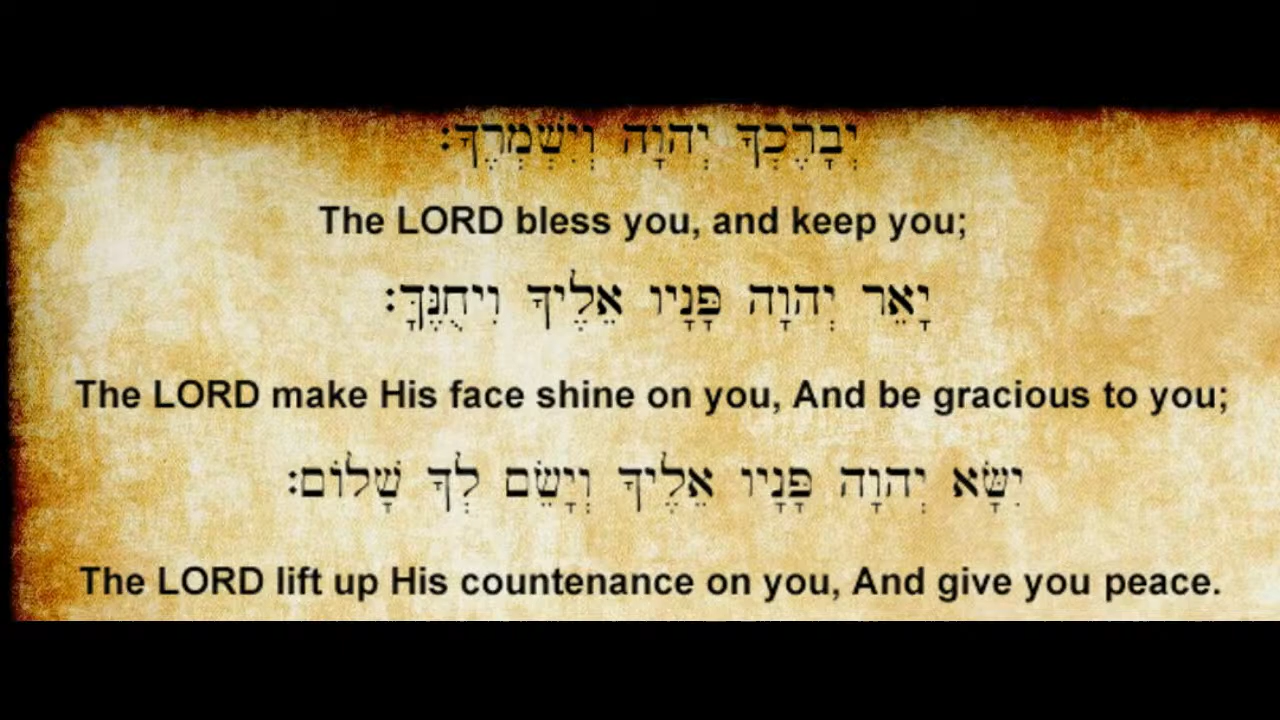 יְבָרֶכְךָ יְהוָה וְיִשְׁמְרֶךָ׃
The LORD bless you, and keep you;
יָאֵר יְהוָה פָּנָיו אֵלֶיךָ וִיחֻנֶּךָּ׃
The LORD make His face shine on you, And be gracious to you;
יִשָּׂא יְהוָה פָּנָיו אֵלֶיךָ וְיָשֵׂם לְךָ שָׁלוֹם׃
The LORD lift up His countenance on you, And give you peace.